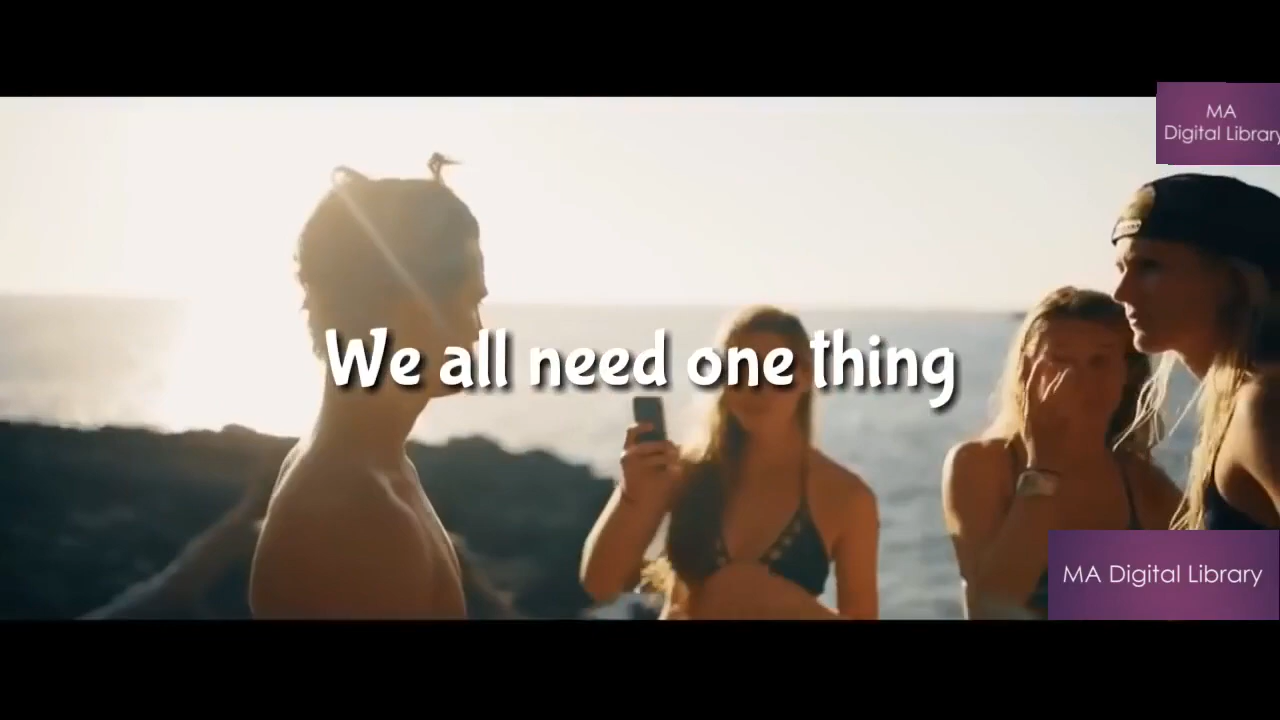 MA
Digital Library
We all need one thing
MA Digital Library